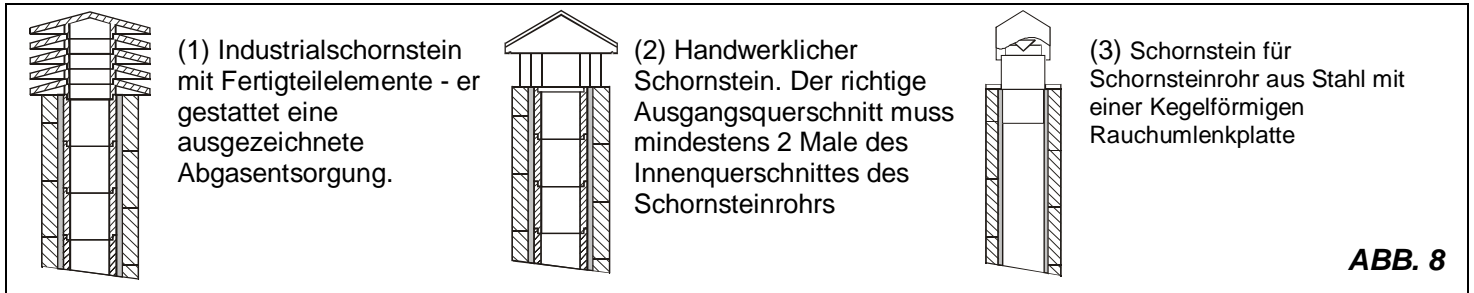 (1) Industrialschornstein
mit Fertigteilelemente - er
gestattet eine
ausgezeichnete
Abgasentsorgung.
(2) Handwerklicher
Schornstein. Der richtige
Ausgangsquerschnitt muss
mindestens 2 Male des
Innenquerschnittes des
Schornsteinrohrs
(3) Schornstein für
Schornsteinrohr aus Stahl mit
einer Kegelförmigen
Rauchumlenkplatte
ABB. 8